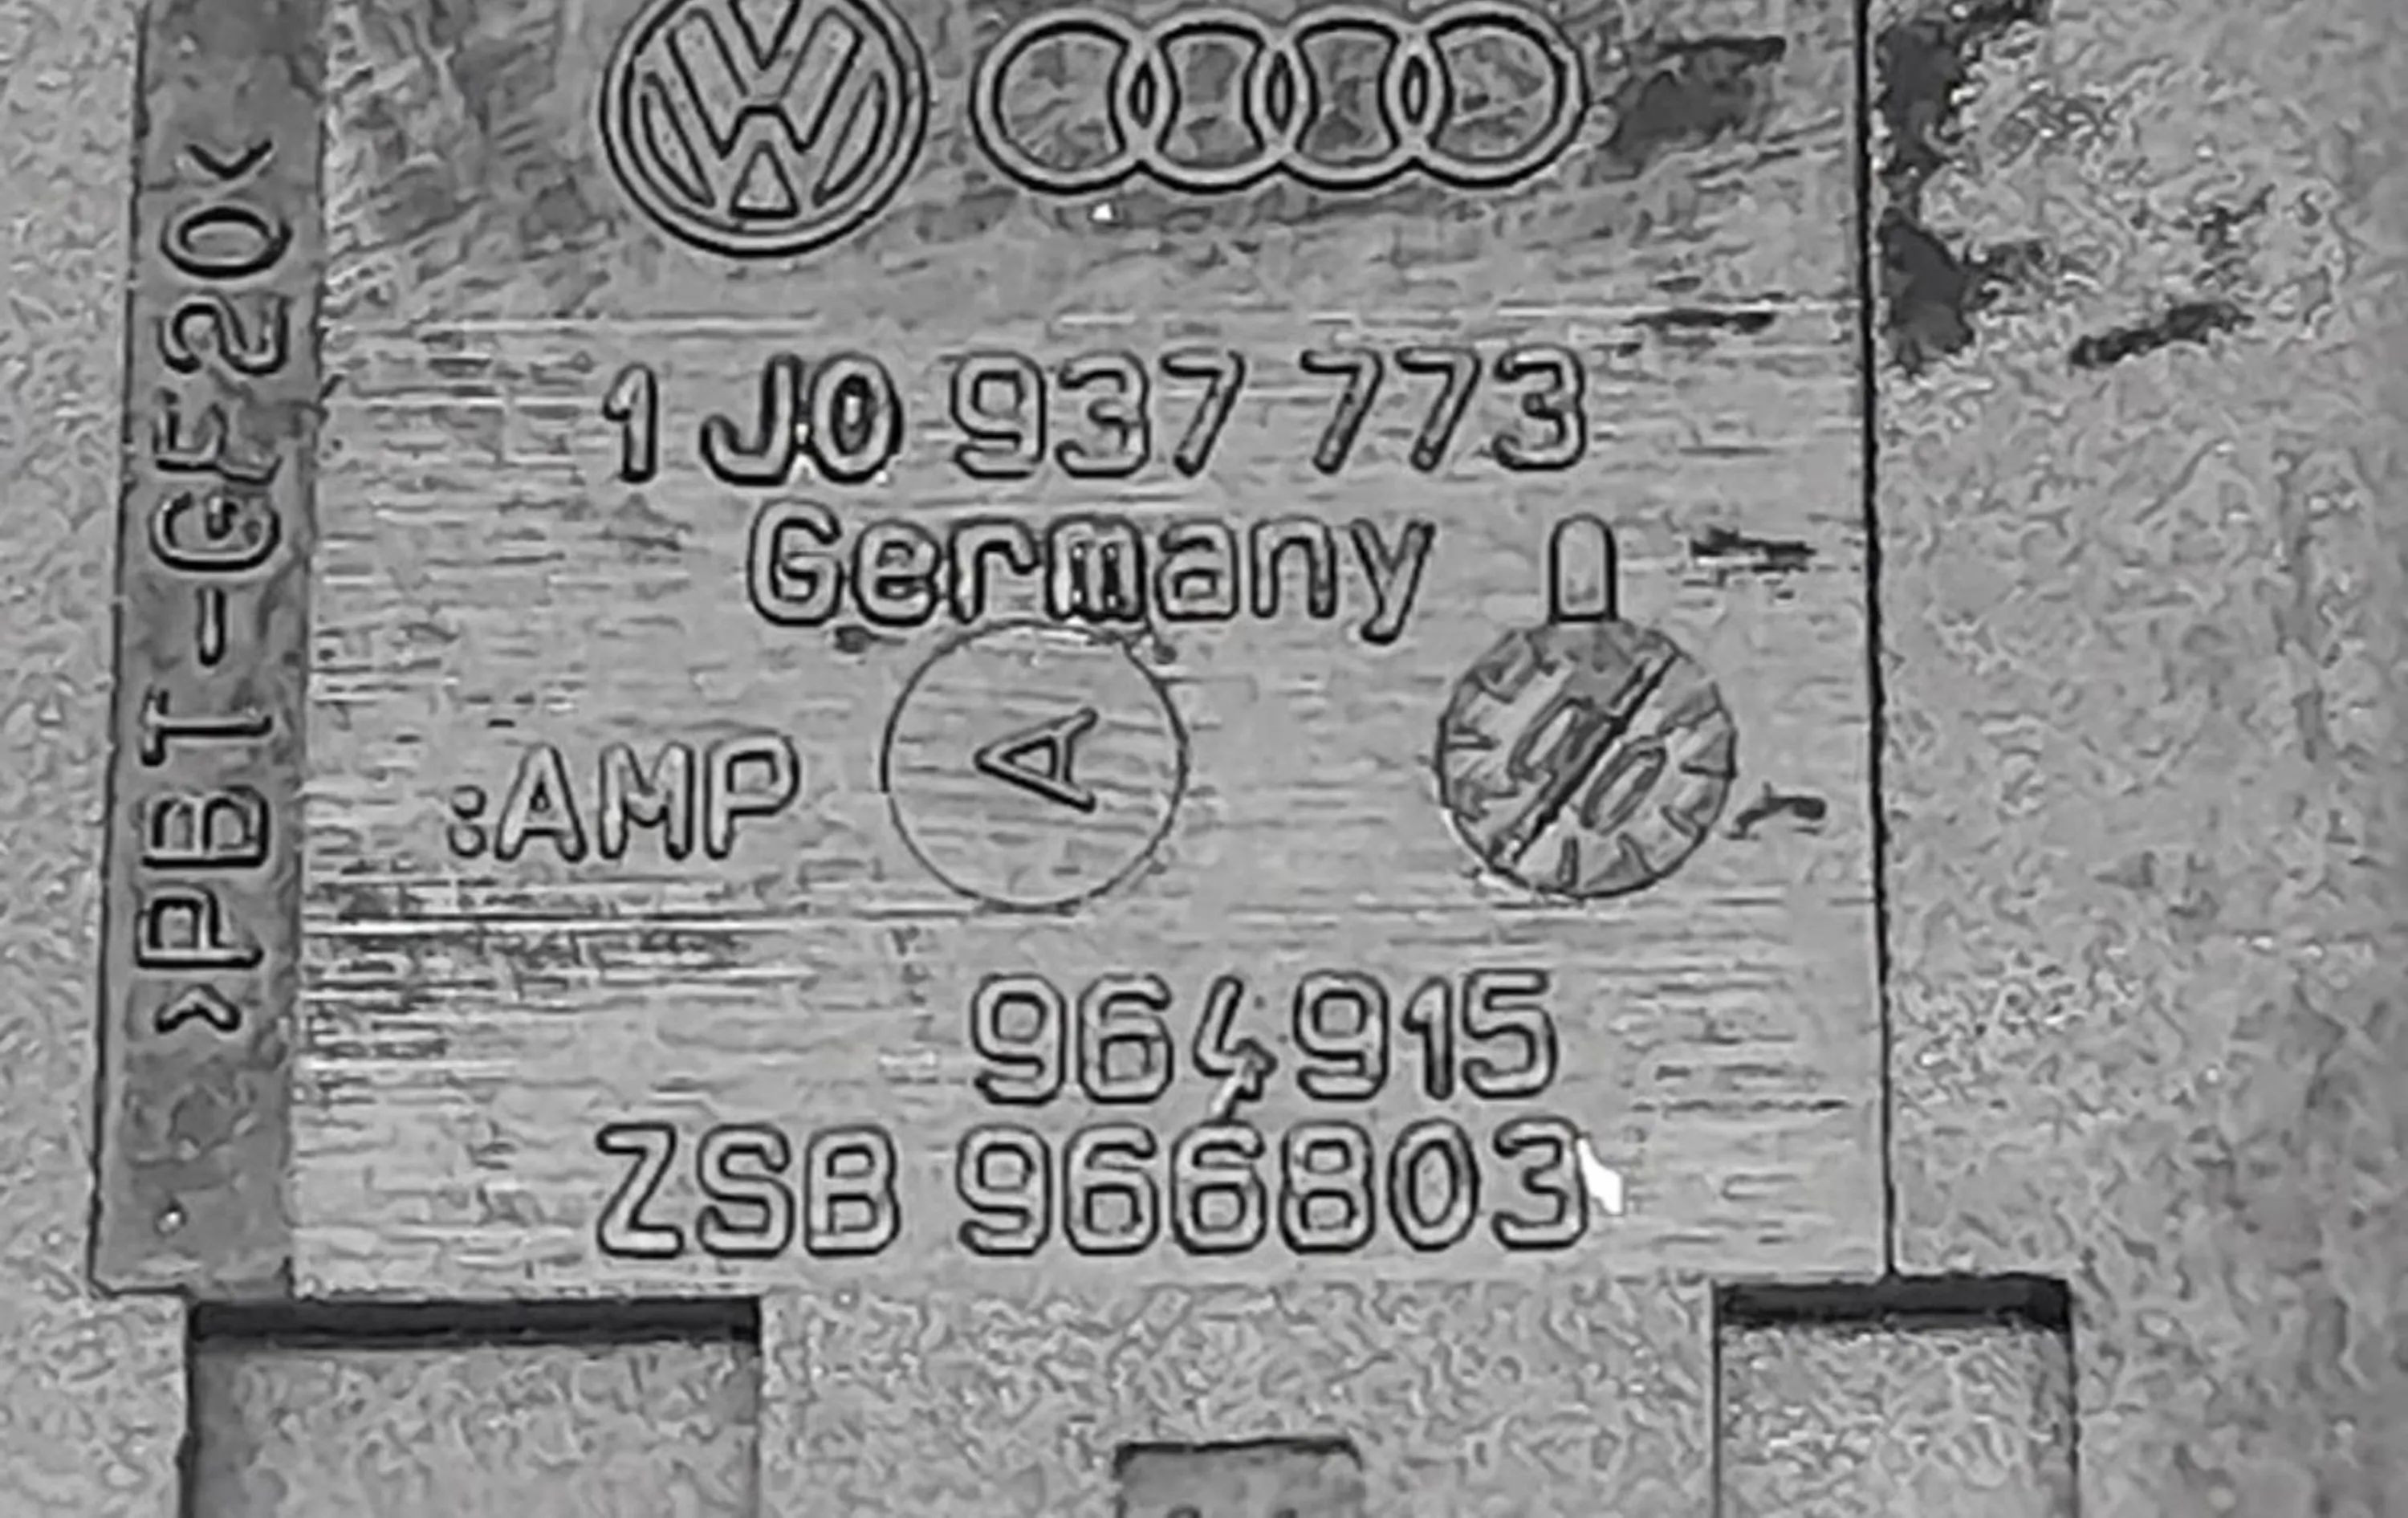 >PBT-GF20<
1J0 937 773
Germany
:AMP
A
964915
ZSB 966803